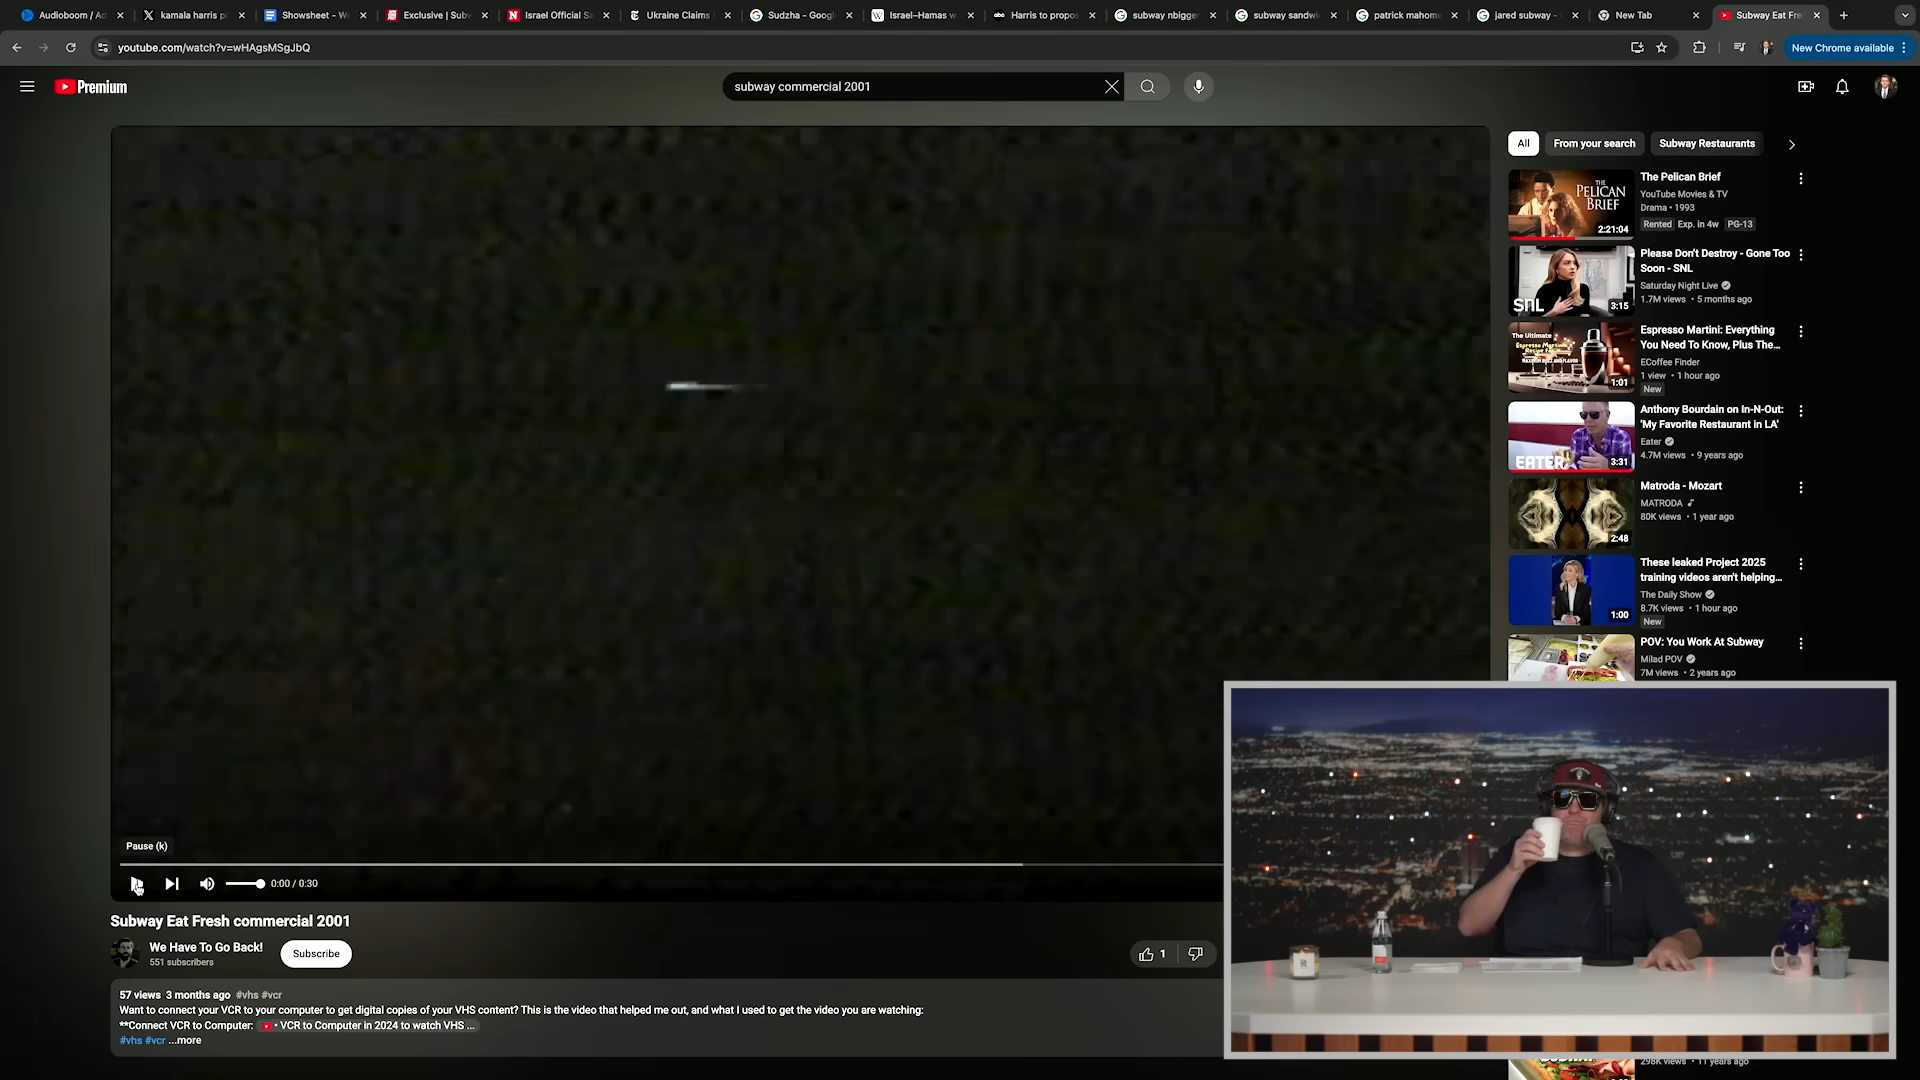 Audioboom / Ad
kamala harris pr
Showsheet - We
Exclusive | Subw
Israel Official Sa
Ukraine Claims
Sudzha - Googl
Israel–Hamas w
Harris to propos
subway nbigger
subway sandwi
patrick mahome
jared subway -
New Tab
Subway Eat Fre
youtube.com/watch?v=wHAgsMSgJbQ
New Chrome available
Premium
subway commercial 2001
All
From your search
Subway Restaurants
THE PELICAN BRIEF
2:21:04
The Pelican Brief
YouTube Movies & TV
Drama • 1993
Rented Exp. in 4w PG-13
SNL
3:15
Please Don't Destroy - Gone Too
Soon - SNL
Saturday Night Live
1.7M views • 5 months ago
The Ultimate
1:01
Espresso Martini: Everything
You Need To Know, Plus The...
ECoffee Finder
1 view • 1 hour ago
New
EATER
3:31
Anthony Bourdain on In-N-Out:
'My Favorite Restaurant in LA'
Eater
4.7M views • 9 years ago
2:48
Matroda - Mozart
MATRODA
80K views • 1 year ago
1:00
These leaked Project 2025
training videos aren't helping...
The Daily Show
8.7K views • 1 hour ago
New
POV: You Work At Subway
Milad POV
7M views • 2 years ago
Pause (k)
0:00 / 0:30
Subway Eat Fresh commercial 2001
We Have To Go Back!
551 subscribers
Subscribe
1
57 views 3 months ago #vhs #vcr
Want to connect your VCR to your computer to get digital copies of your VHS content? This is the video that helped me out, and what I used to get the video you are watching:
**Connect VCR to Computer: • VCR to Computer in 2024 to watch VHS ...
#vhs #vcr ...more
298K views • 11 years ago